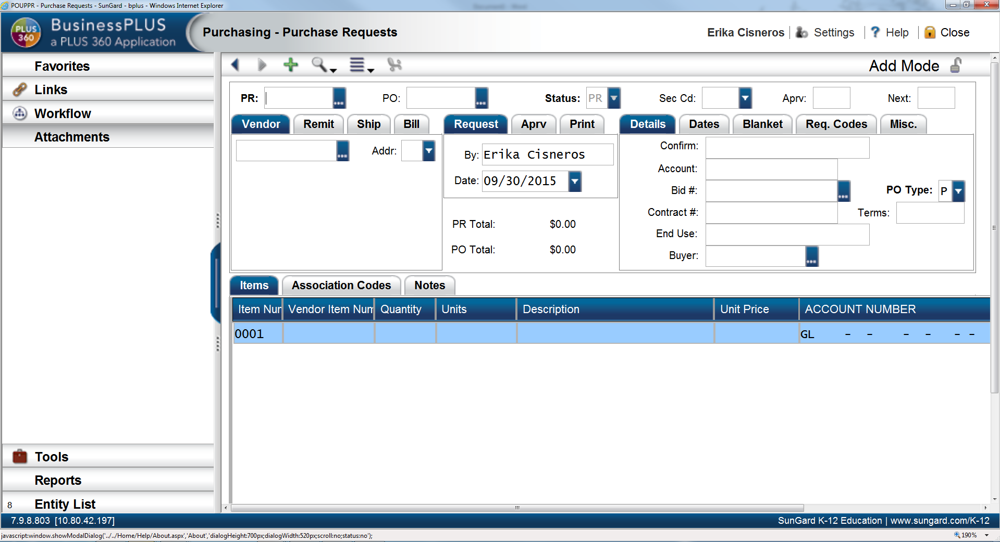 POUPPR - Purchase Requests - SunGard - bplus - Windows Internet Explorer
PLUS 360
BusinessPLUS
a PLUS 360 Application
Purchasing - Purchase Requests
Erika Cisneros
Settings
Help
Close
Favorites
Links
Workflow
Attachments
Add Mode
PR:
PO:
Status: PR
Sec Cd:
Aprv:
Next:
Vendor
Remit
Ship
Bill
Request
Aprv
Print
Details
Dates
Blanket
Req. Codes
Misc.
Addr:
By: Erika Cisneros
Date: 09/30/2015
PR Total: $0.00
PO Total: $0.00
Confirm:
Account:
Bid #:
PO Type: P
Contract #:
Terms:
End Use:
Buyer:
Items
Association Codes
Notes
Item Nur
Vendor Item Num
Quantity
Units
Description
Unit Price
ACCOUNT NUMBER
0001
GL - - - - - -
Tools
Reports
8 Entity List
7.9.8.803 [10.80.42.197]
SunGard K-12 Education | www.sungard.com/K-12
javascript:window.showModalDialog('../../Home/Help/About.aspx','About','dialogHeight:700px;dialogWidth:520px;scroll:no;status:no');
190%